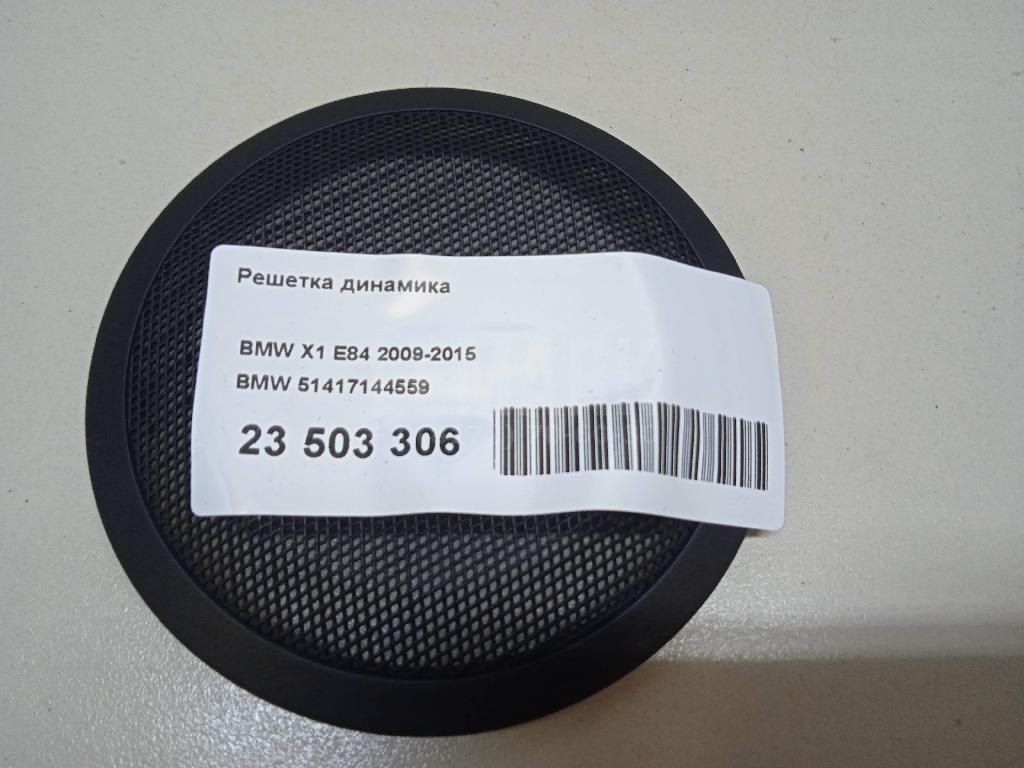 Решетка динамика
BMW X1 E84 2009-2015
BMW 51417144559
23 503 306